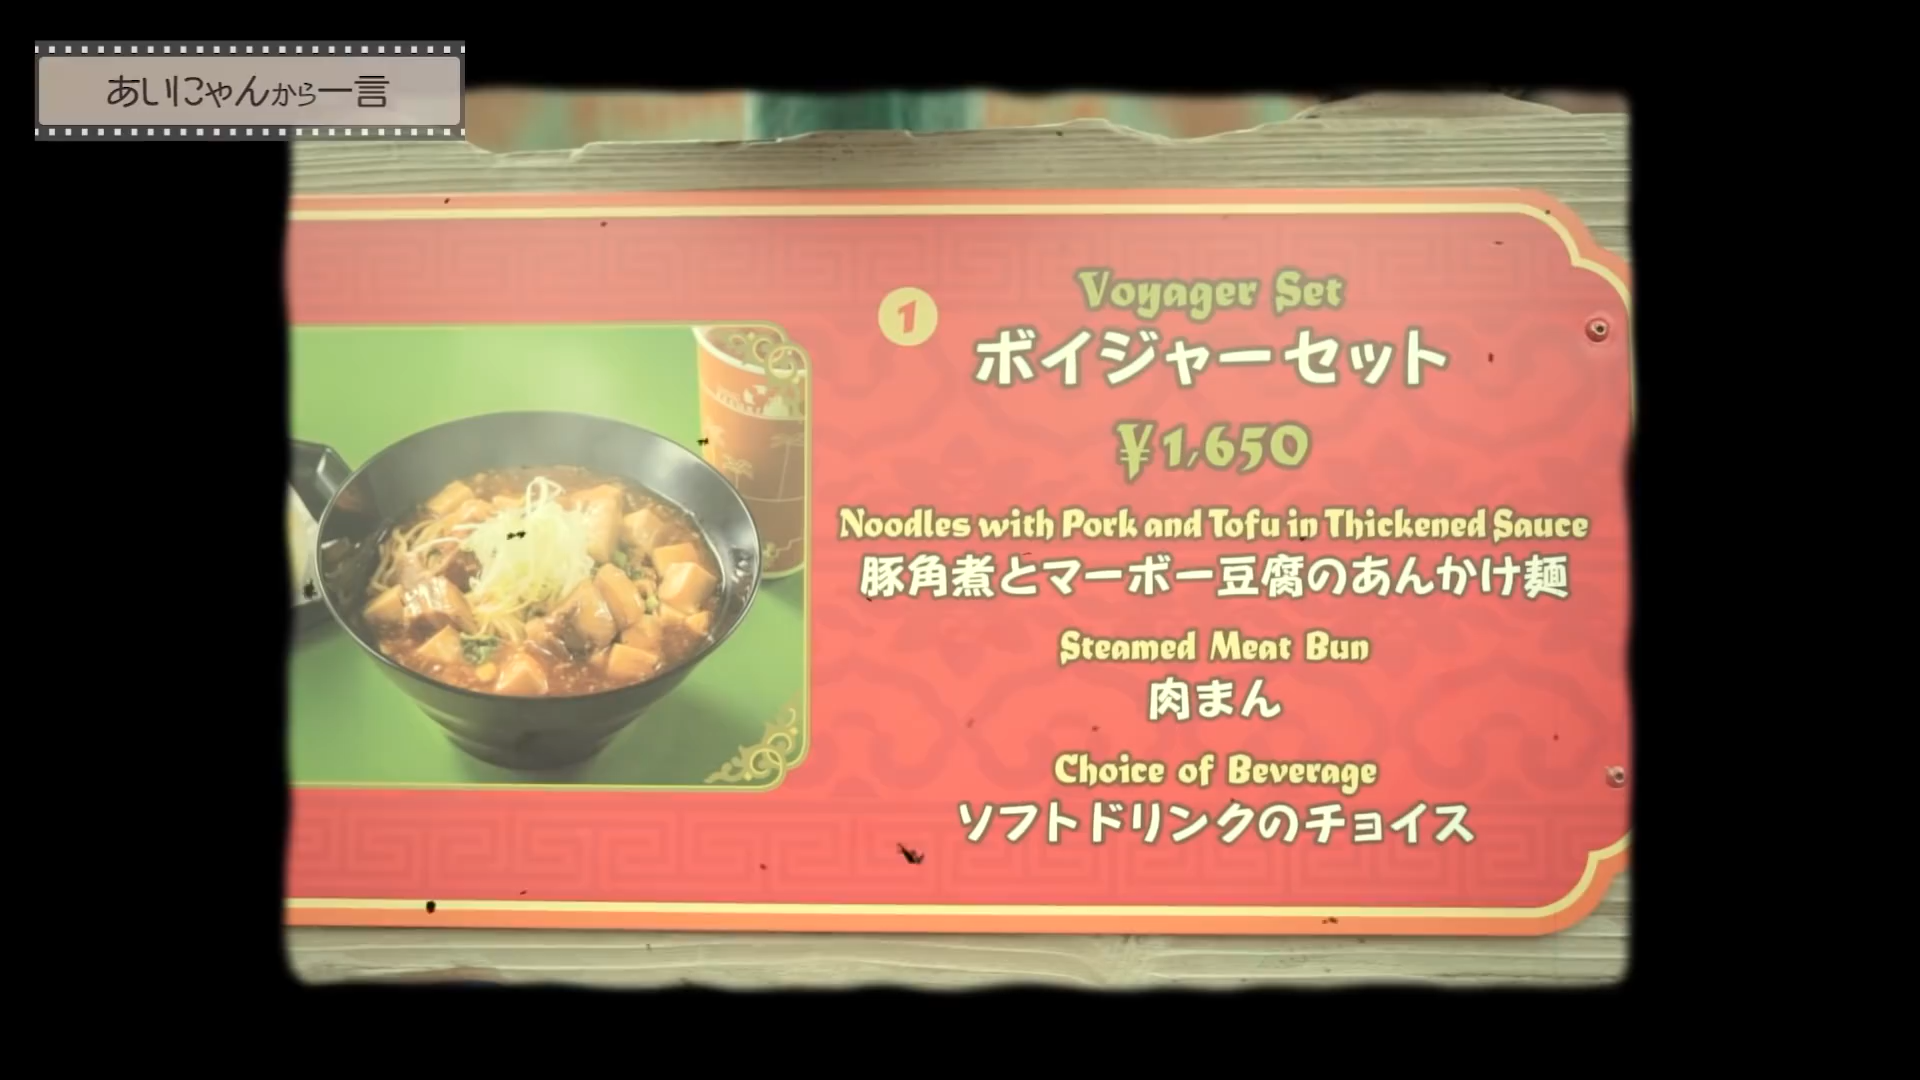 あいにゃんから一言
1
Voyager Set
ボイジャーセット
¥1,650
Noodles with Pork and Tofu in Thickened Sauce
豚角煮とマーボー豆腐のあんかけ麺
Steamed Meat Bun
肉まん
Choice of Beverage
ソフトドリンクのチョイス